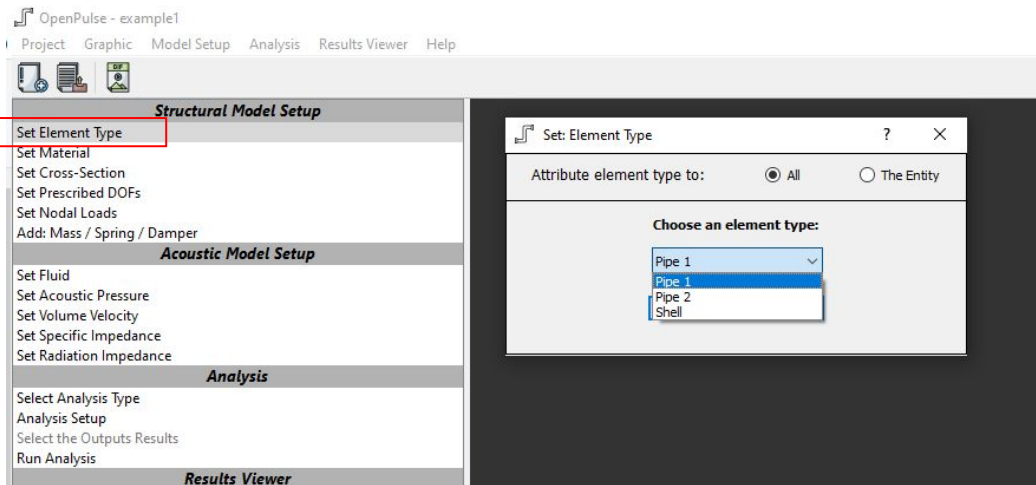 OpenPulse - example1
Project Graphic Model Setup Analysis Results Viewer Help
GIF
Structural Model Setup
Set Element Type
Set Material
Set Cross-Section
Set Prescribed DOFs
Set Nodal Loads
Add: Mass / Spring / Damper
Acoustic Model Setup
Set Fluid
Set Acoustic Pressure
Set Volume Velocity
Set Specific Impedance
Set Radiation Impedance
Analysis
Select Analysis Type
Analysis Setup
Select the Outputs Results
Run Analysis
Results Viewer
Set: Element Type
Attribute element type to: All The Entity
Choose an element type:
Pipe 1
Pipe 1
Pipe 2
Shell